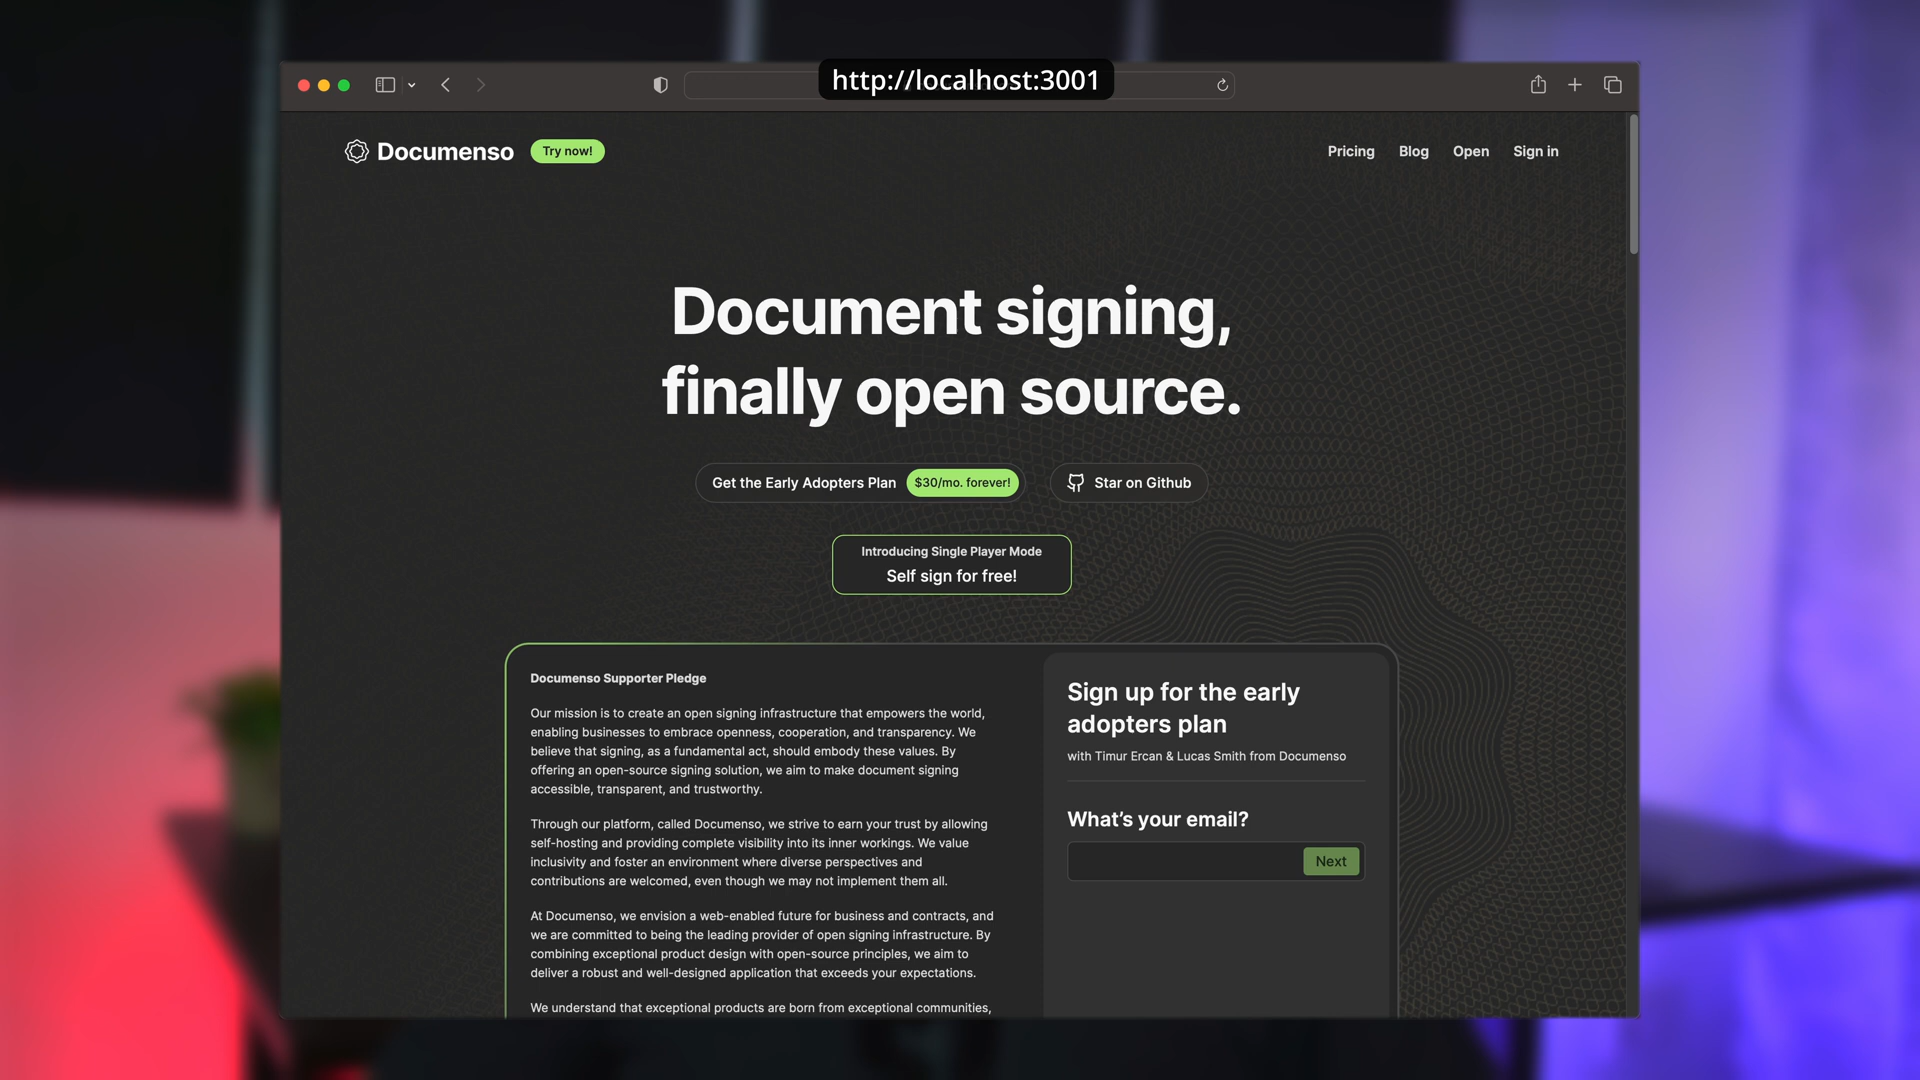 http://localhost:3001
Documenso
Try now!
Pricing
Blog
Open
Sign in
Document signing,
finally open source.
Get the Early Adopters Plan
$30/mo. forever!
Star on Github
Introducing Single Player Mode
Self sign for free!
Documenso Supporter Pledge
Our mission is to create an open signing infrastructure that empowers the world,
enabling businesses to embrace openness, cooperation, and transparency. We
believe that signing, as a fundamental act, should embody these values. By
offering an open-source signing solution, we aim to make document signing
accessible, transparent, and trustworthy.
Through our platform, called Documenso, we strive to earn your trust by allowing
self-hosting and providing complete visibility into its inner workings. We value
inclusivity and foster an environment where diverse perspectives and
contributions are welcomed, even though we may not implement them all.
At Documenso, we envision a web-enabled future for business and contracts, and
we are committed to being the leading provider of open signing infrastructure. By
combining exceptional product design with open-source principles, we aim to
deliver a robust and well-designed application that exceeds your expectations.
We understand that exceptional products are born from exceptional communities,
Sign up for the early
adopters plan
with Timur Ercan & Lucas Smith from Documenso
What's your email?
Next